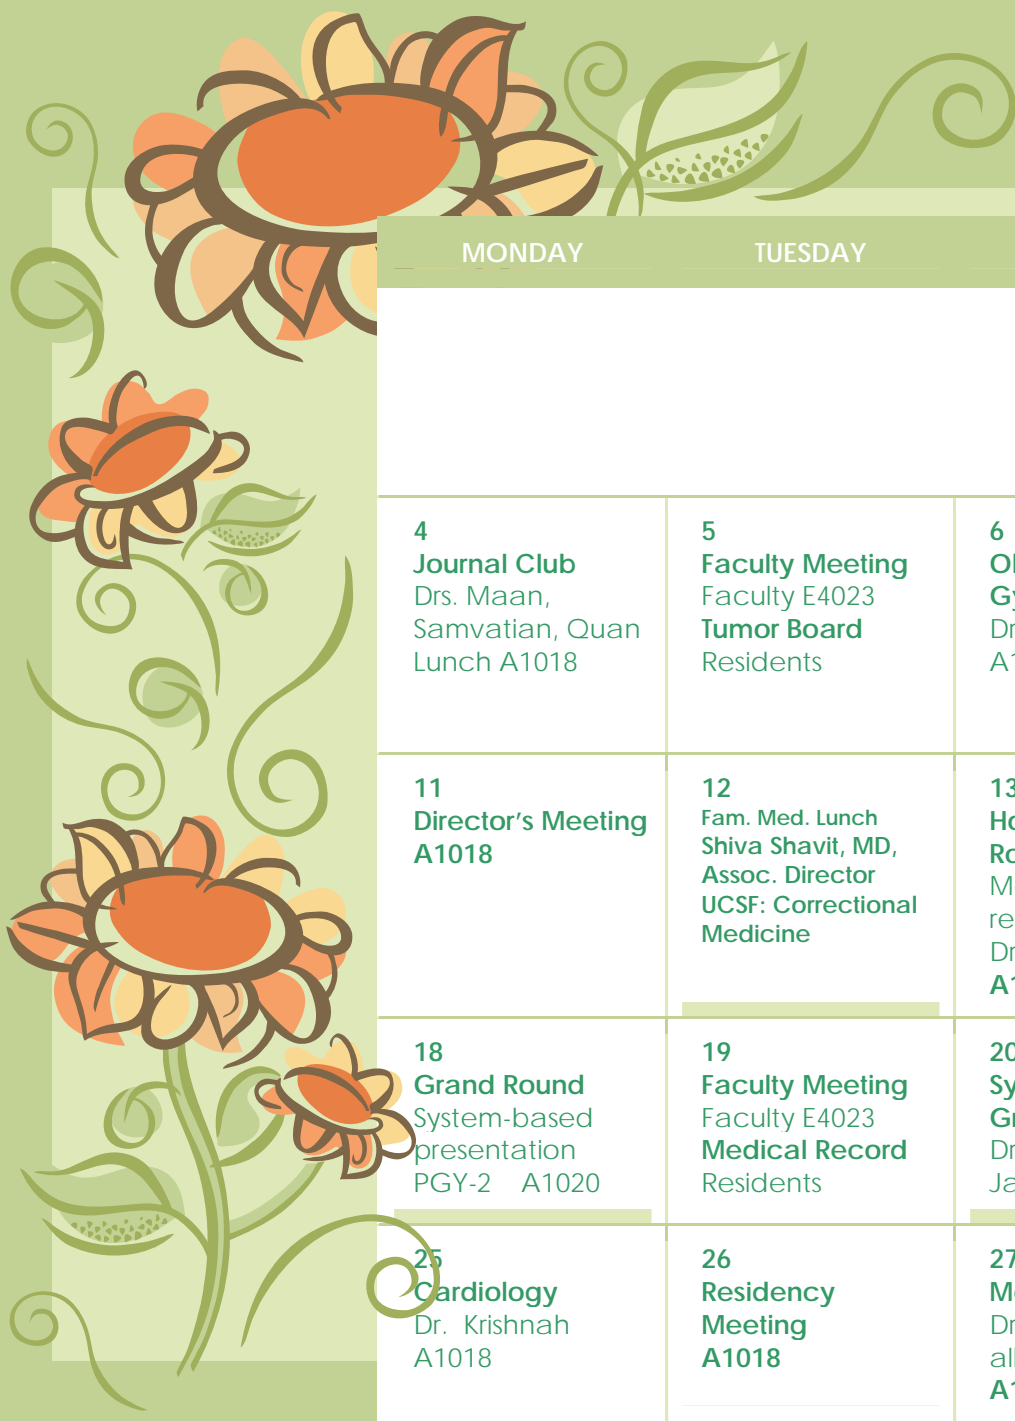 MONDAY
TUESDAY
4
Journal Club
Drs. Maan,
Samvatian, Quan
Lunch A1018
5
Faculty Meeting
Faculty E4023
Tumor Board
Residents
6
11
Director's Meeting
A1018
12
Fam. Med. Lunch
Shiva Shavit, MD,
Assoc. Director
UCSF: Correctional
Medicine
13
18
Grand Round
System-based
presentation
PGY-2 A1020
19
Faculty Meeting
Faculty E4023
Medical Record
Residents
20
25
Cardiology
Dr. Krishnah
A1018
26
Residency
Meeting
A1018
27